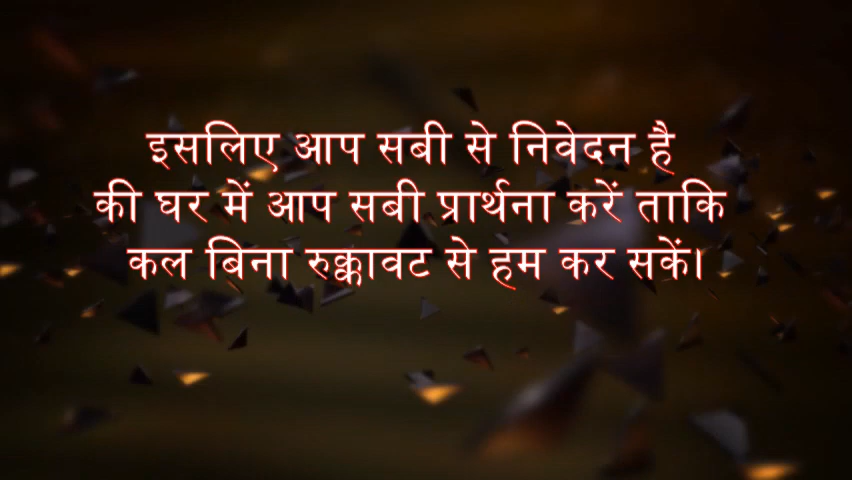 इसलिए आप सबी से निवेदन है
की घर में आप सबी प्रार्थना करें ताकि
कल बिना रुक्कावट से हम कर सकें।